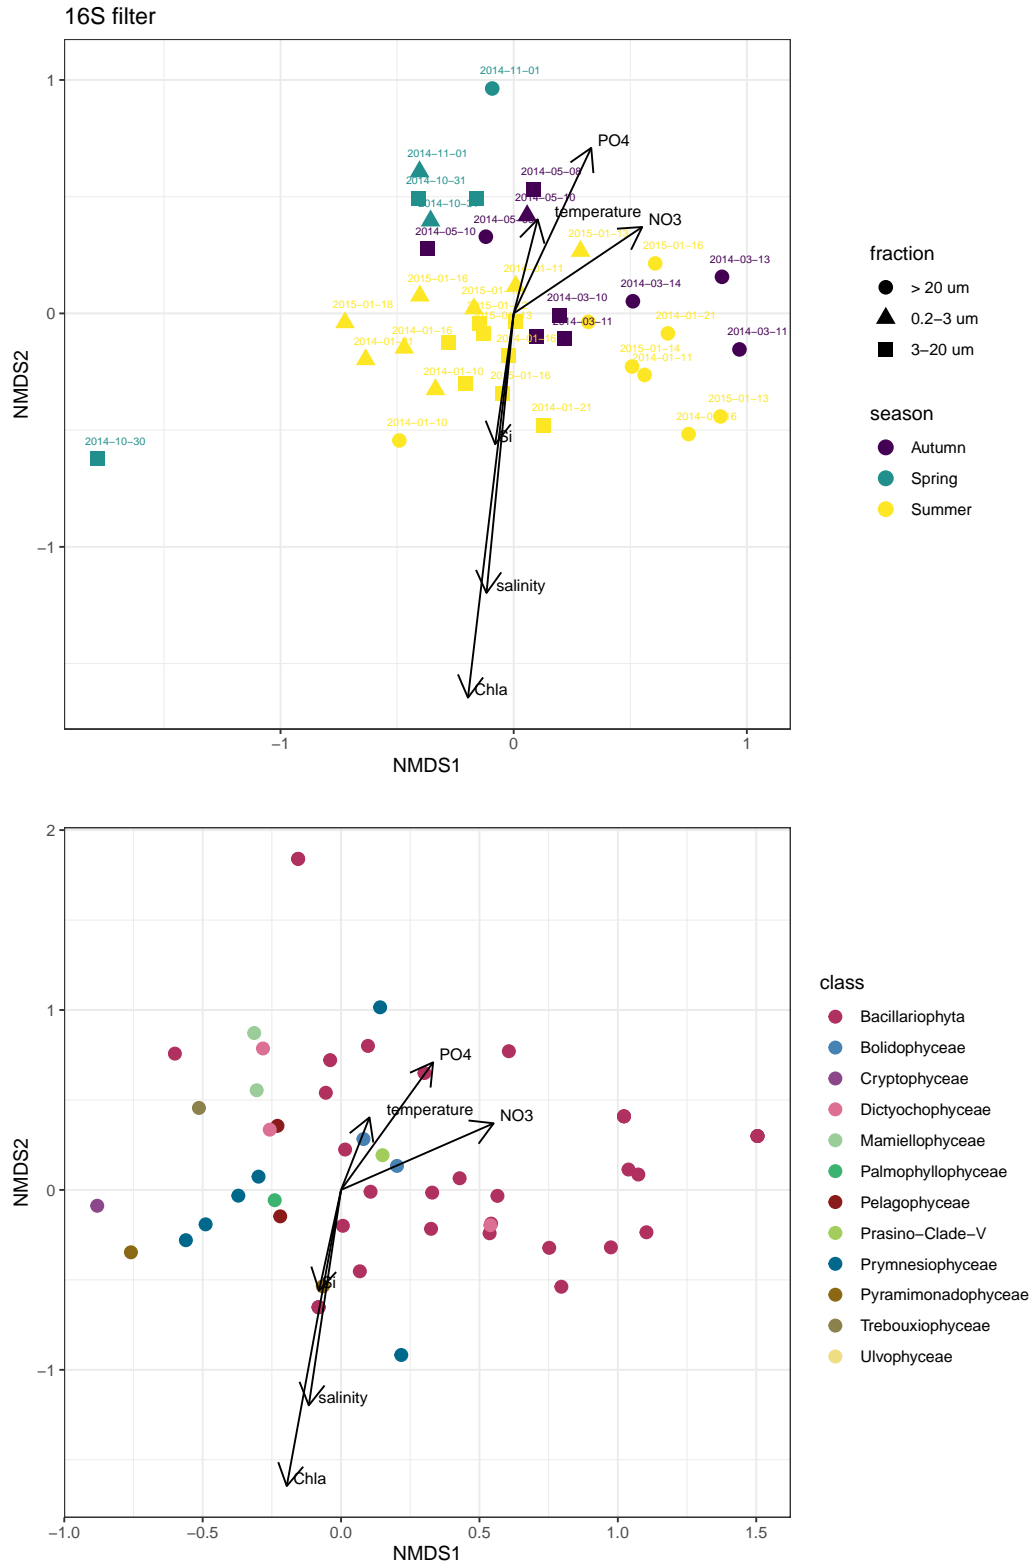 16S filter
1
0
−1
NMDS2
2014−11−01
PO4
2014−11−01
2014−10−31
2014−05−08
2014−05−10
temperature
NO3
2014−05−10
2015−01−16
2014−03−13
2014−01−11
2015−01−16
2014−03−14
2015−01−18
2014−03−10
2014−03−11
2014−01−21
2014−03−11
2014−01−16
2015−01−14
2014−01−11
2014−01−10
2015−01−16
2015−01−13
2014−01−10
2014−01−21
Si
2014−10−30
salinity
Chla
−1
0
1
NMDS1
fraction
> 20 um
0.2−3 um
3−20 um
season
Autumn
Spring
Summer
2
1
0
−1
NMDS2
PO4
temperature
NO3
Si
salinity
Chla
−1.0
−0.5
0.0
0.5
1.0
1.5
NMDS1
class
Bacillariophyta
Bolidophyceae
Cryptophyceae
Dictyochophyceae
Mamiellophyceae
Palmophyllophyceae
Pelagophyceae
Prasino−Clade−V
Prymnesiophyceae
Pyramimonadophyceae
Trebouxiophyceae
Ulvophyceae